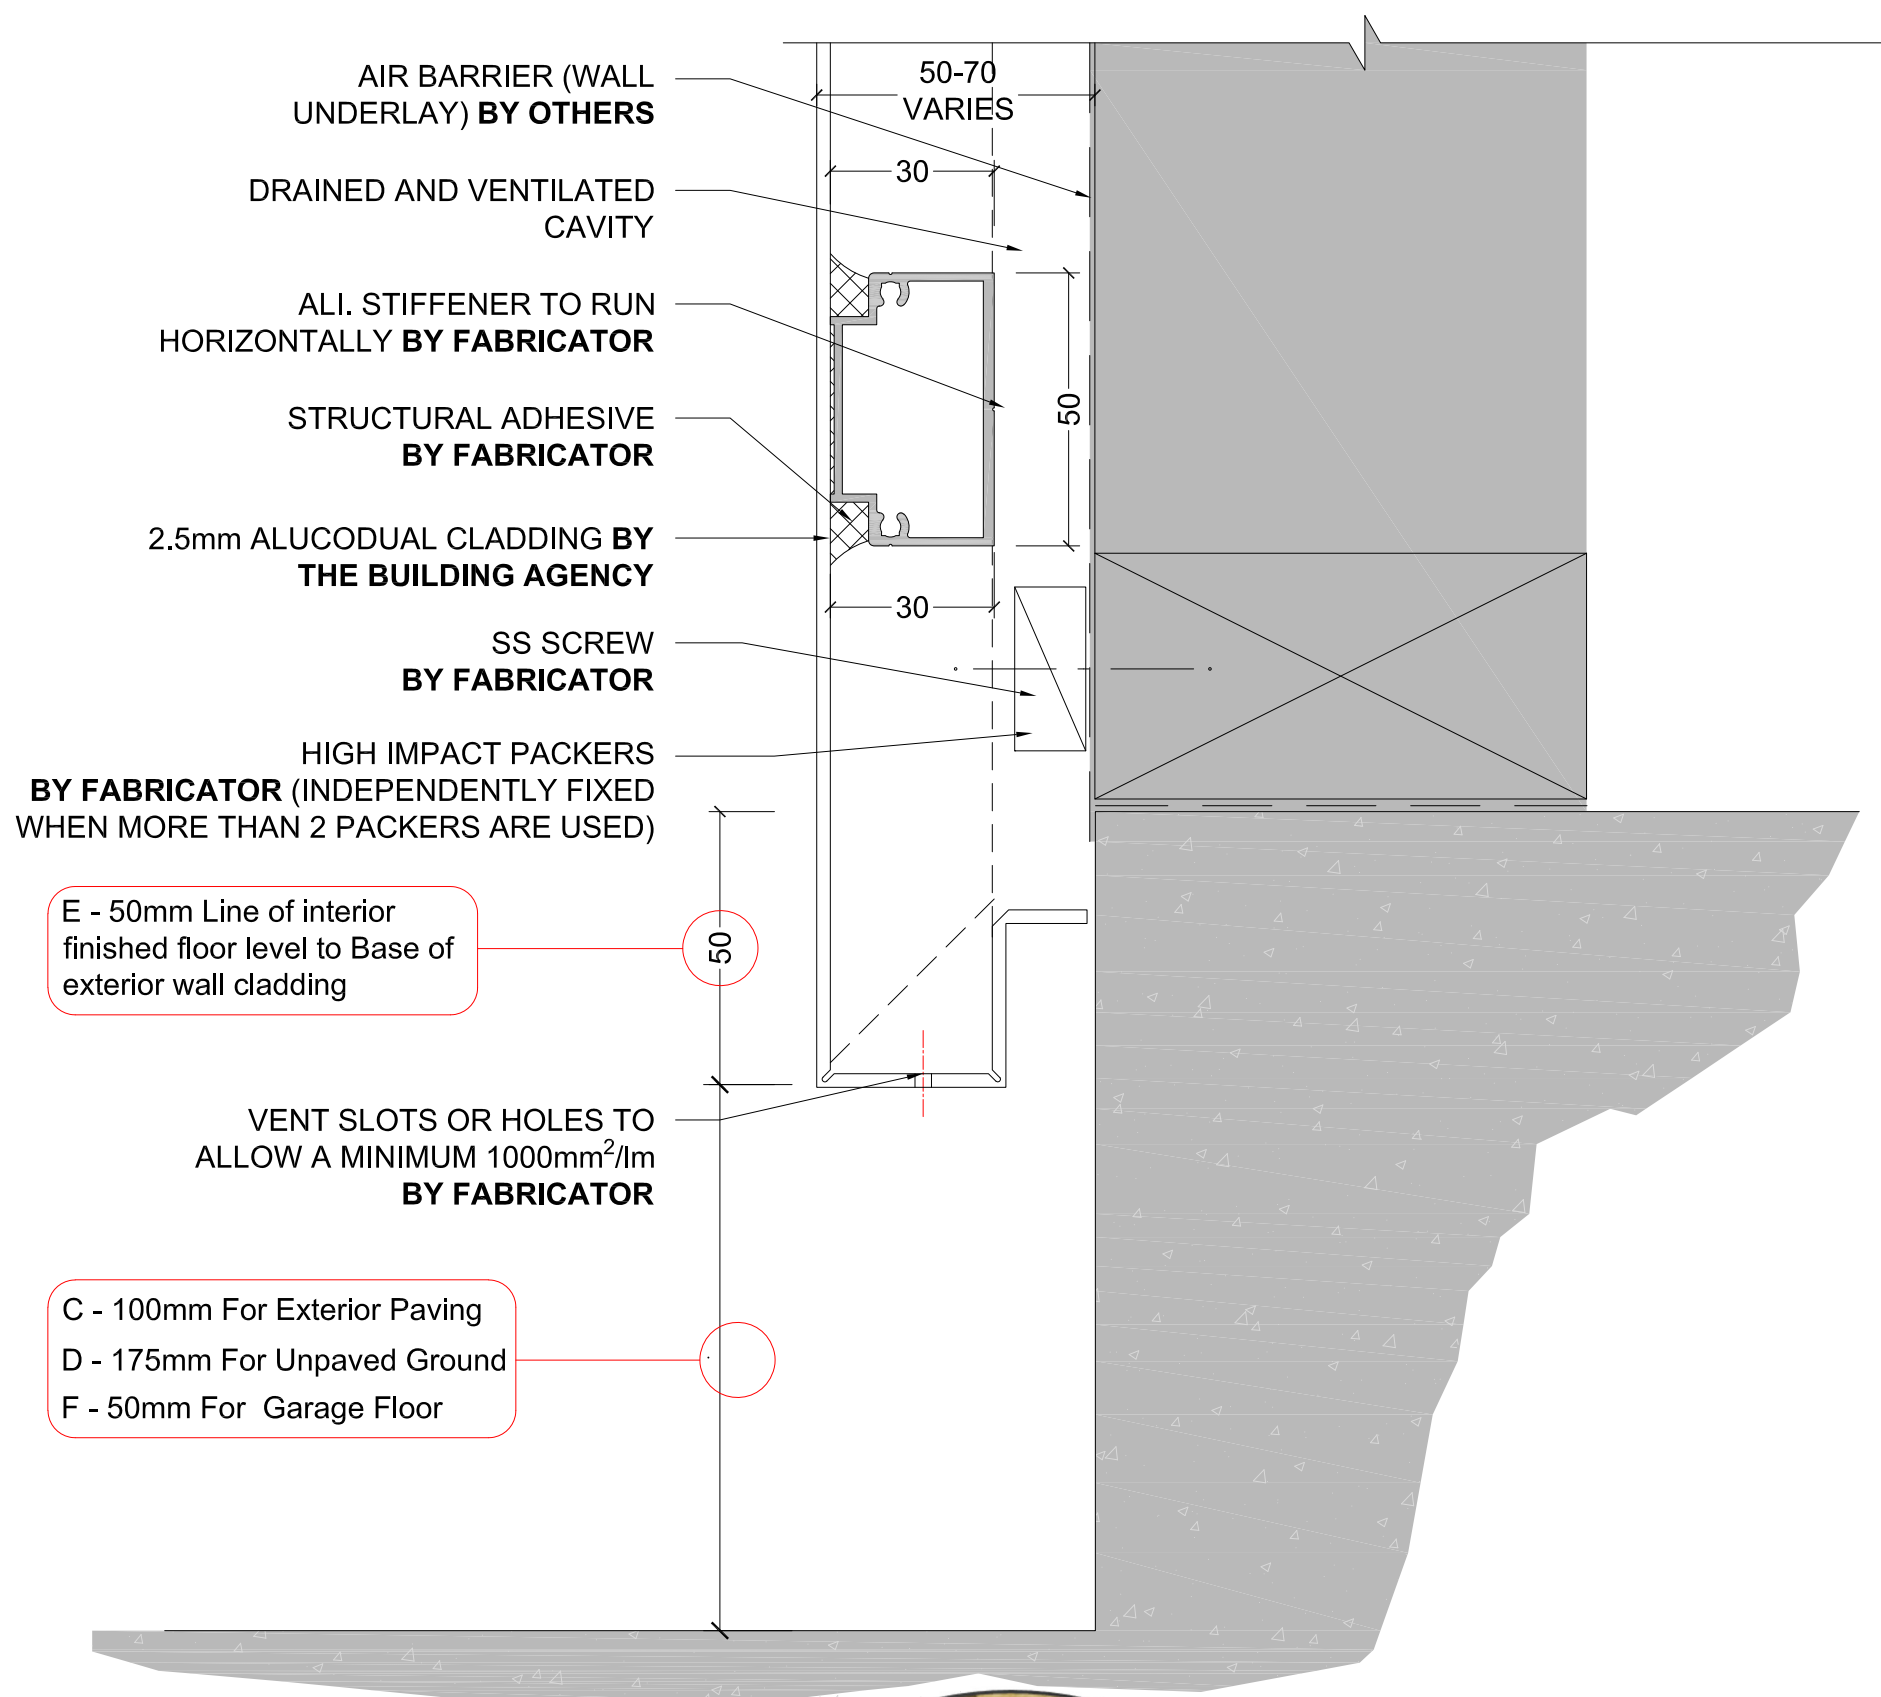 AIR BARRIER (WALL
UNDERLAY) BY OTHERS
50-70
VARIES
30
DRAINED AND VENTILATED
CAVITY
ALI. STIFFENER TO RUN
HORIZONTALLY BY FABRICATOR
50
STRUCTURAL ADHESIVE
BY FABRICATOR
2.5mm ALUCODUAL CLADDING BY
THE BUILDING AGENCY
30
SS SCREW
BY FABRICATOR
HIGH IMPACT PACKERS
BY FABRICATOR (INDEPENDENTLY FIXED
WHEN MORE THAN 2 PACKERS ARE USED)
E - 50mm Line of interior
finished floor level to Base of
exterior wall cladding
50
VENT SLOTS OR HOLES TO
ALLOW A MINIMUM 1000mm²/lm
BY FABRICATOR
C - 100mm For Exterior Paving
D - 175mm For Unpaved Ground
F - 50mm For Garage Floor